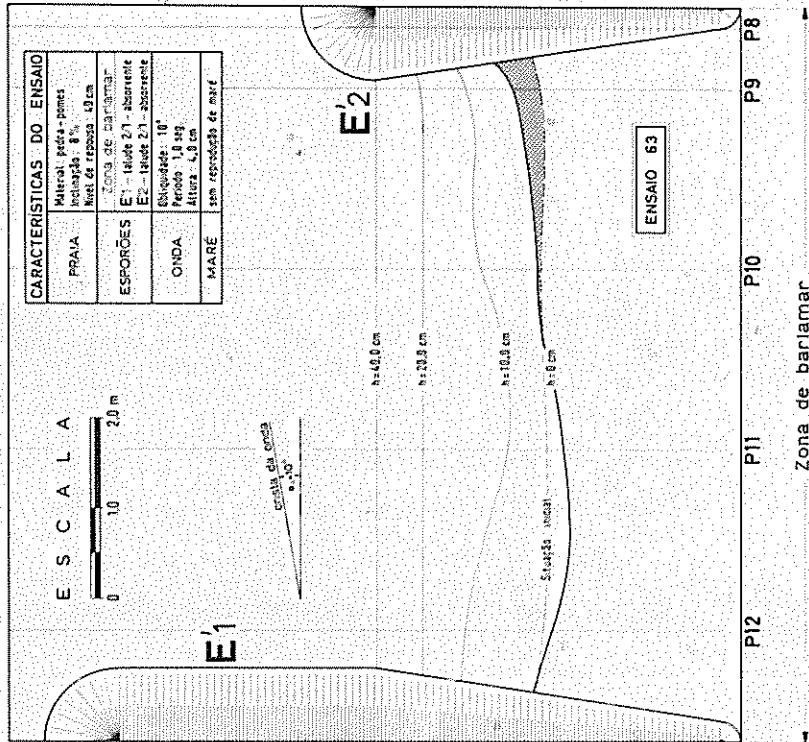 CARACTERÍSTICAS DO ENSAIO
PRAIA
Material: pedra-pomes
Inclinação: 8%
Nível de repouso: 40 cm
Zona de barlamar
ESPORÕES
E'1 - talude 2/1 - absorvente
E'2 - talude 2/1 - absorvente
ONDA
Obliquidade: 10°
Período: 1,0 seg
Altura: 4,8 cm
MARÉ
sem reprodução de maré
ESCALA
0
1,0
2,0 m
crista da onda
E'1
E'2
h=40,0 cm
h=20,0 cm
h=10,0 cm
h=0 cm
Situação inicial
ENSAIO 63
P12
P11
P10
P9
P8
Zona de barlamar